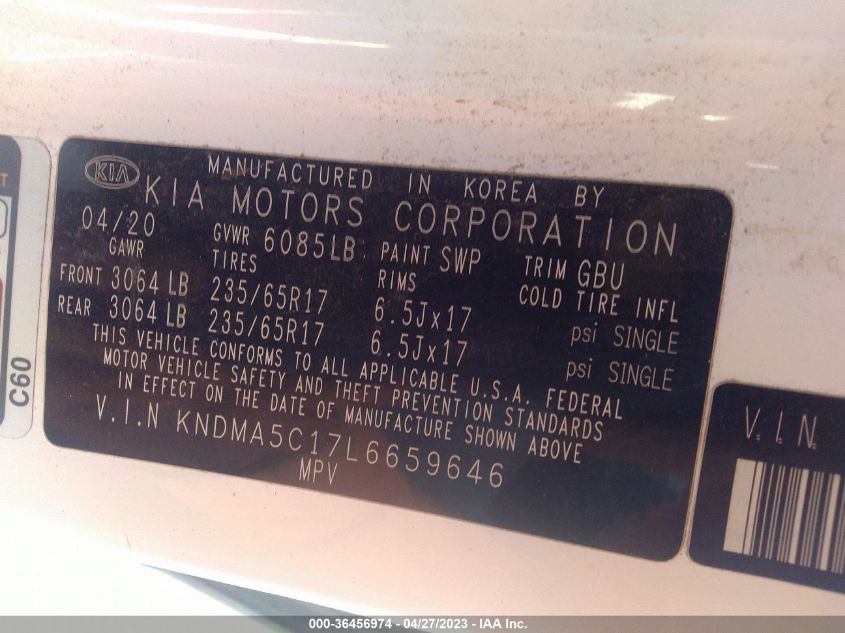 KIA
MANUFACTURED IN KOREA BY
KIA MOTORS CORPORATION
04/20 GVWR 6085LB PAINT SWP TRIM GBU
GAWR TIRES RIMS COLD TIRE INFL
FRONT 3064 LB 235/65R17 6.5Jx17 psi SINGLE
REAR 3064 LB 235/65R17 6.5Jx17 psi SINGLE
THIS VEHICLE CONFORMS TO ALL APPLICABLE U.S.A. FEDERAL
MOTOR VEHICLE SAFETY AND THEFT PREVENTION STANDARDS
IN EFFECT ON THE DATE OF MANUFACTURE SHOWN ABOVE
V.I.N KNDMA5C17L6659646
MPV
C60
V.I.N.
000-36456974 - 04/27/2023 - IAA Inc.